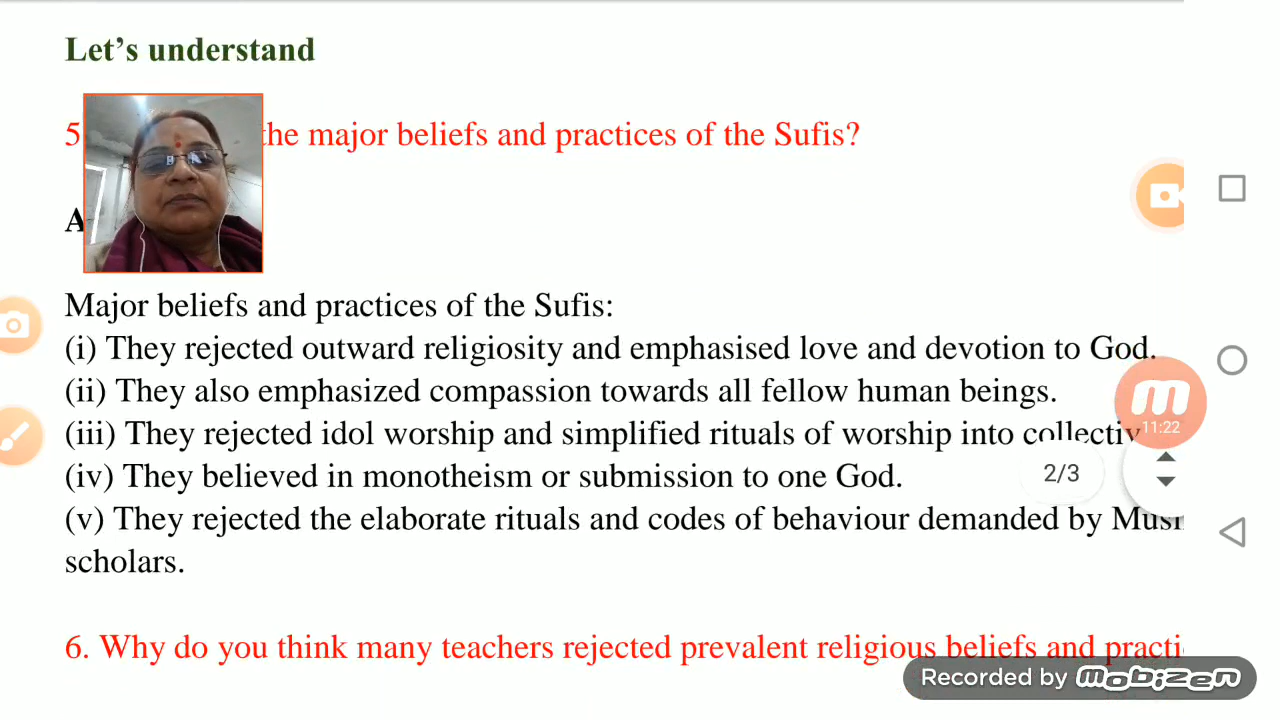 Let's understand
5 the major beliefs and practices of the Sufis?
A
Major beliefs and practices of the Sufis:
(i) They rejected outward religiosity and emphasised love and devotion to God.
(ii) They also emphasized compassion towards all fellow human beings.
(iii) They rejected idol worship and simplified rituals of worship into
11:22
(iv) They believed in monotheism or submission to one God.
2/3
(v) They rejected the elaborate rituals and codes of behaviour demanded by
scholars.
6. Why do you think many teachers rejected prevalent religious beliefs and
Recorded by mobizen